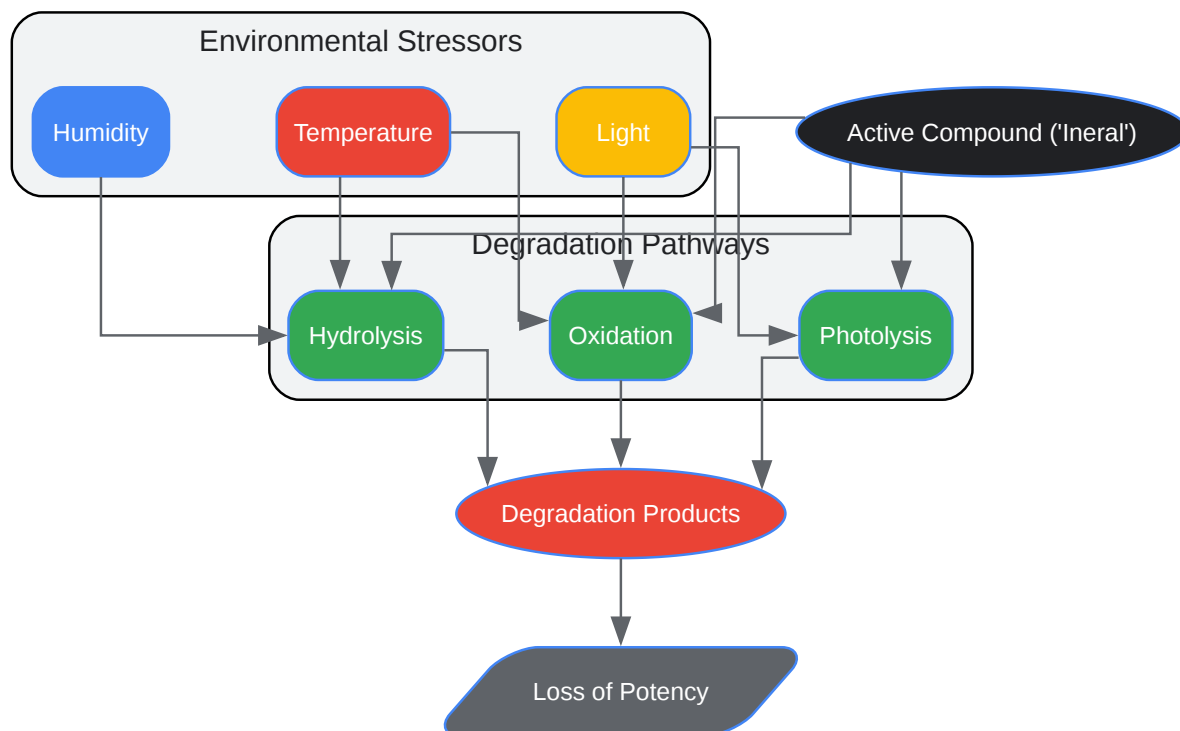 Environmental Stressors
Humidity
Temperature
Light
Active Compound ('Ineral')
Degradation Pathways
Hydrolysis
Oxidation
Photolysis
Degradation Products
Loss of Potency